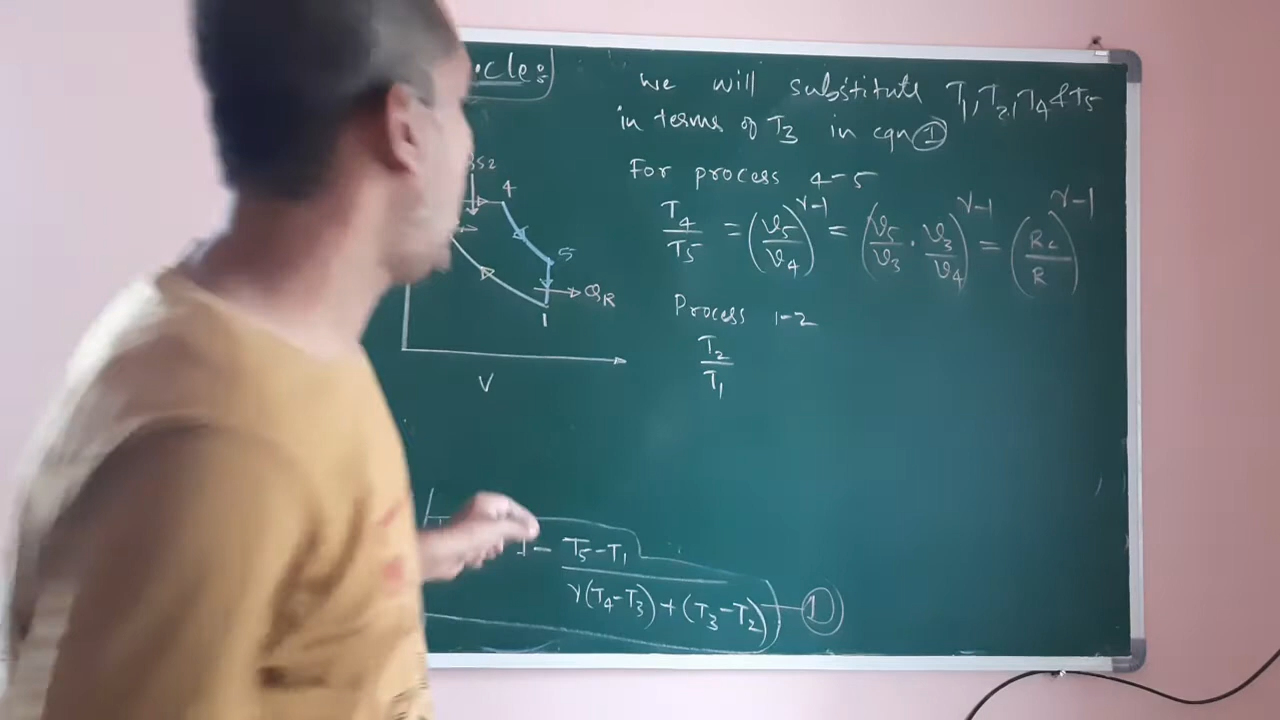 cle:
We will substitute T1, T2, T4 & T5
in terms of T3 in eqn ①
For process 4-5
T4/T5 = (v5/v4)^γ-1 = (v5/v3 · v3/v4)^γ-1 = (Rc/R)^γ-1
Process 1-2
T2/T1
S2
4
5
QR
1
V
1 - (T5-T1)/(γ(T4-T3)+(T3-T2)) — ①